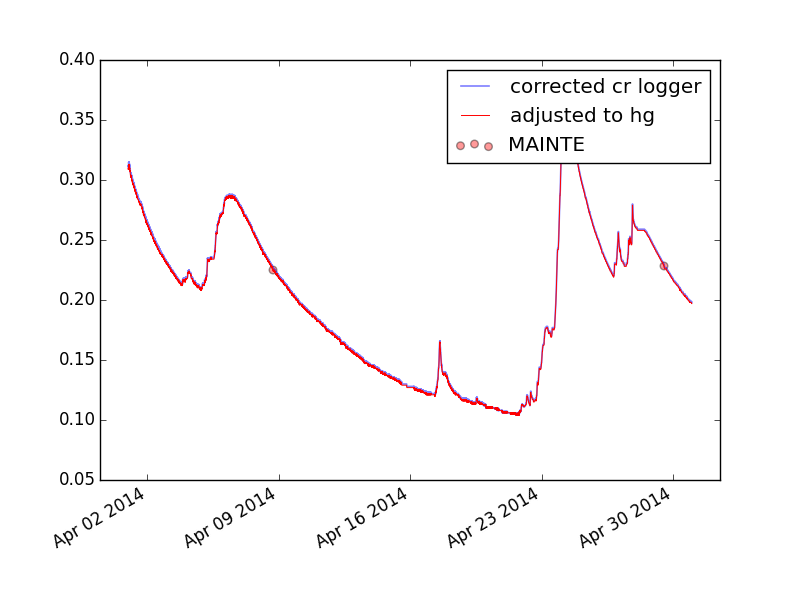 0.40
corrected cr logger
adjusted to hg
MAINTE
0.35
0.30
0.25
0.20
0.15
0.10
0.05
Apr 02 2014
Apr 09 2014
Apr 16 2014
Apr 23 2014
Apr 30 2014